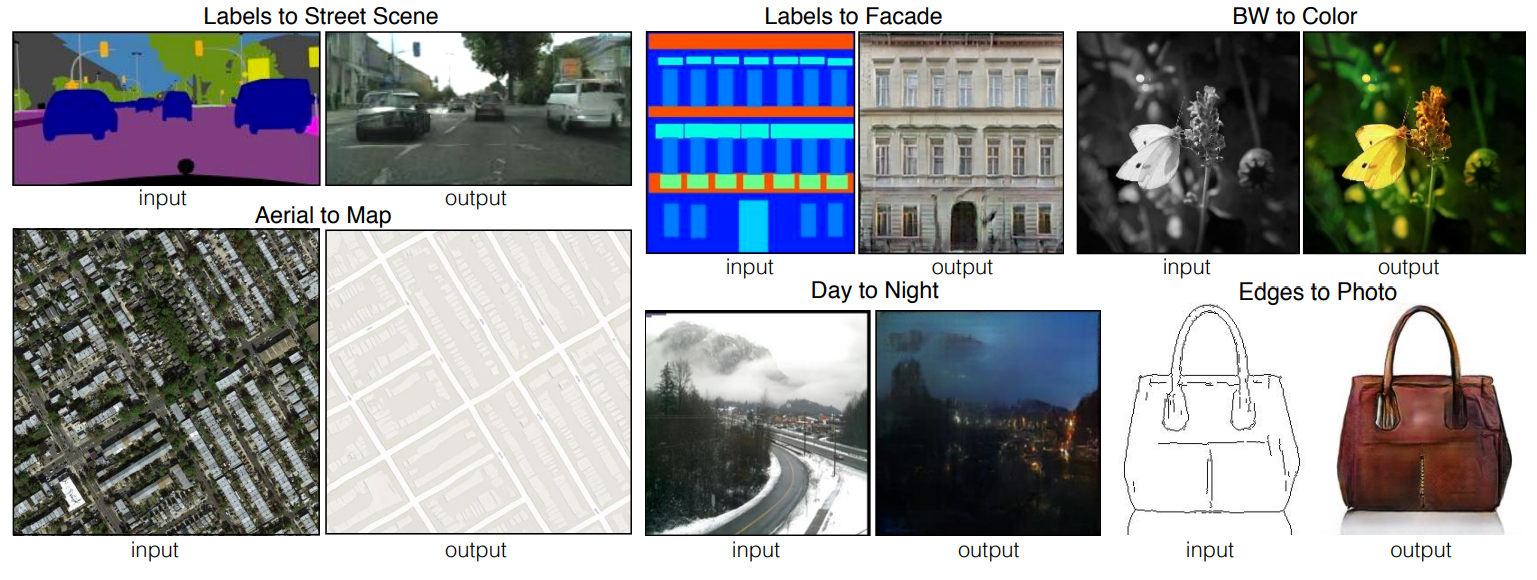 Labels to Street Scene
input
output
Aerial to Map
input
output
Labels to Facade
input
output
BW to Color
input
output
Day to Night
input
output
Edges to Photo
input
output